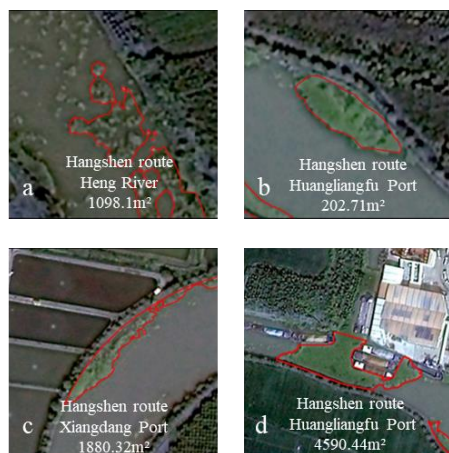 Hangshen route
Heng River
a
1098.1m²
Hangshen route
b
Huangliangfu Port
202.71m²
Hangshen route
c
Xiangdang Port
1880.32m²
Hangshen route
d
Huangliangfu Port
4590.44m²